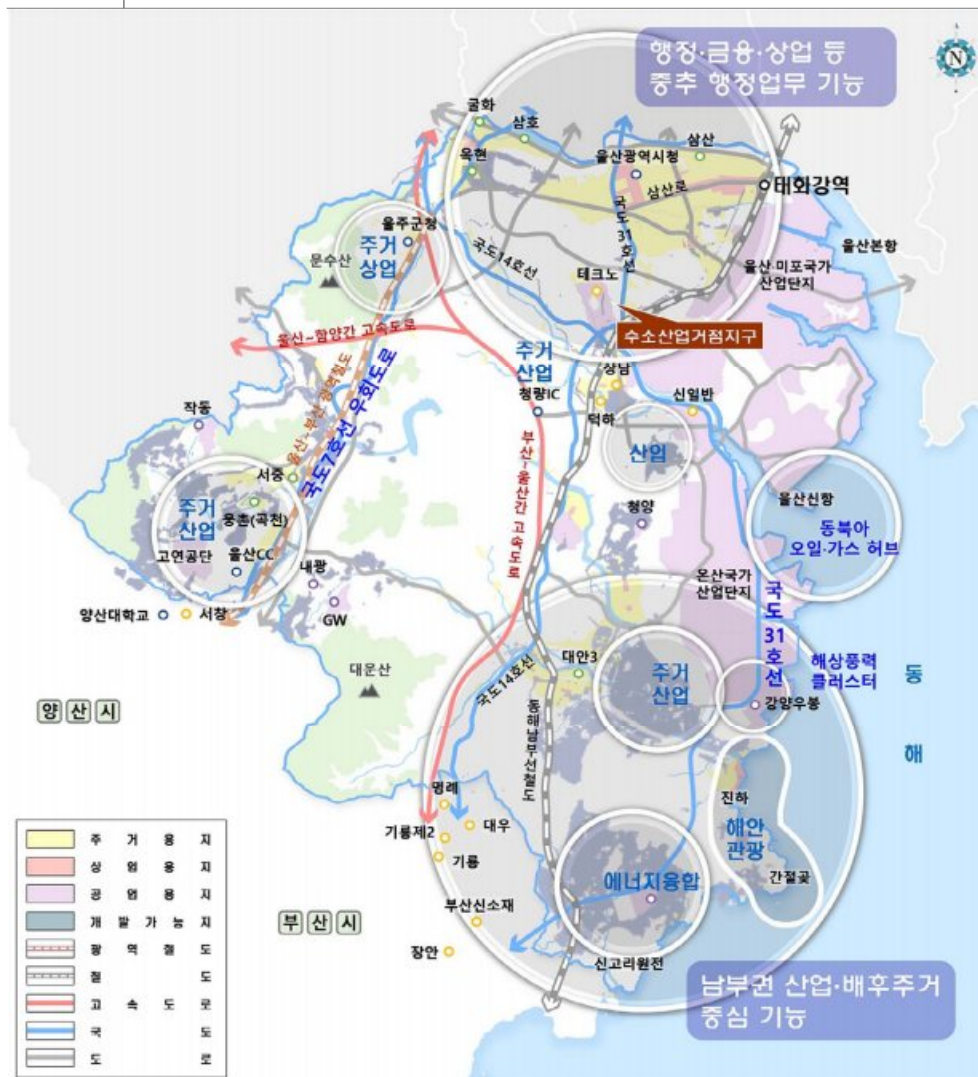 행정·금융·상업 등
중추 행정업무 기능
N
굴화
삼호
옥현
울산광역시청
삼산
삼산로
태화강역
국도31호선
울주군청
주거
상업
문수산
국도14호선
테크노
울산·미포국가
산업단지
울산본항
수소산업거점지구
울산~함양간 고속도로
주거
산업
청량IC
상남
덕하
신일반
산업
작동
울산~부산 광역철도
국도7호선 우회도로
부산~울산간 고속도로
서중
주거
산업
웅촌(곡천)
고연공단
울산CC
내광
GW
양산대학교
서창
청양
울산신항
동북아
오일·가스 허브
온산국가
산업단지
국도31호선
해상풍력
클러스터
대운산
국도14호선
대안3
주거
산업
강양우봉
동해남부선철도
동해
양산시
명례
기룡제2
대우
기룡
진하
해안
관광
간절곶
에너지융합
부산신소재
부산시
장안
신고리원전
남부권 산업·배후주거
중심 기능
주거용지
상업용지
공업용지
개발가능지
광역철도
철도
고속도로
국도
도로